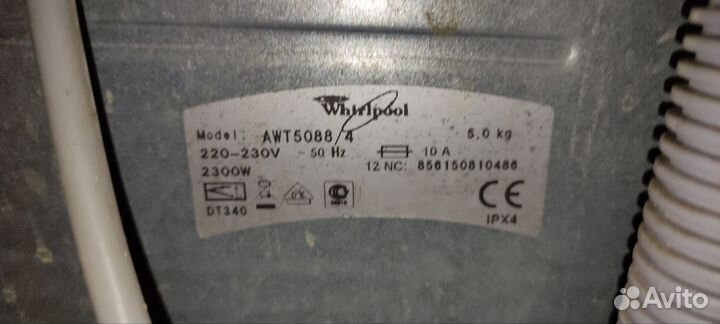 Whirlpool
Model: AWT5088/4 5,0 kg
220-230V - 50 Hz 10 A
2300W 12 NC: 856150810486
DT340 CE
IPX4
Avito